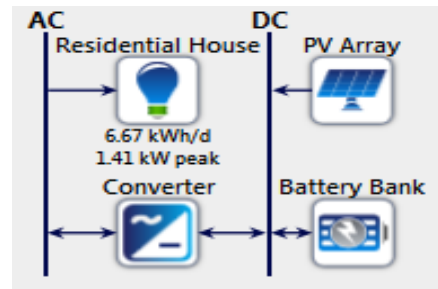 AC DC
Residential House PV Array
6.67 kWh/d
1.41 kW peak
Converter Battery Bank